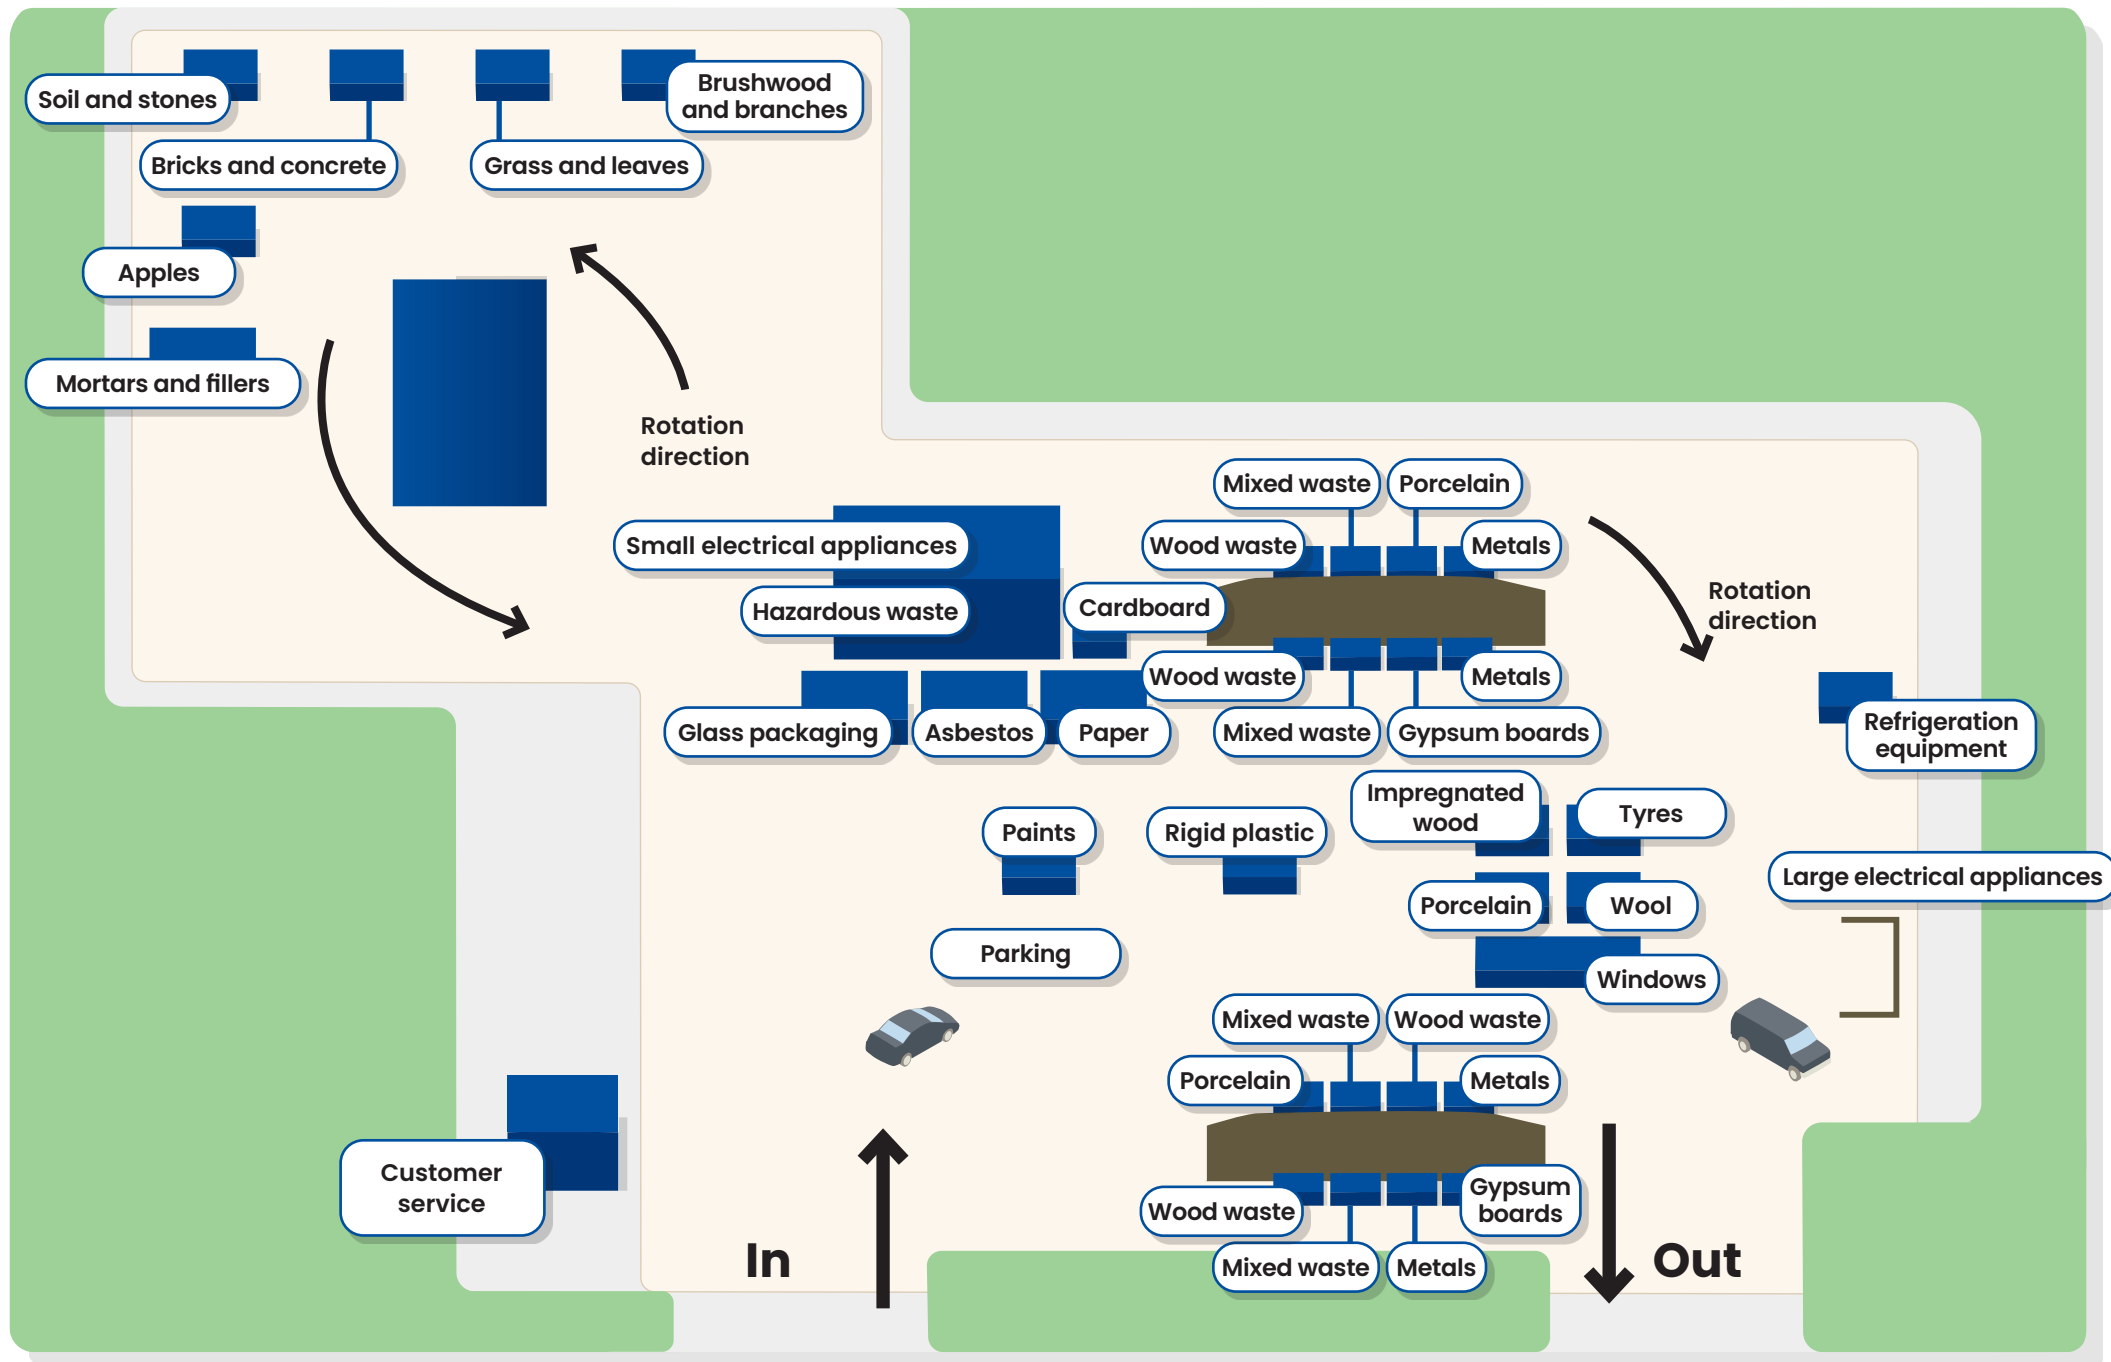 Soil and stones
Brushwood
and branches
Bricks and concrete
Grass and leaves
Apples
Mortars and fillers
Rotation
direction
Mixed waste
Porcelain
Small electrical appliances
Wood waste
Metals
Hazardous waste
Cardboard
Rotation
direction
Wood waste
Metals
Glass packaging
Asbestos
Paper
Mixed waste
Gypsum boards
Refrigeration
equipment
Impregnated
wood
Tyres
Paints
Rigid plastic
Large electrical appliances
Porcelain
Wool
Parking
Windows
Mixed waste
Wood waste
Porcelain
Metals
Customer
service
Wood waste
Gypsum
boards
In
Mixed waste
Metals
Out